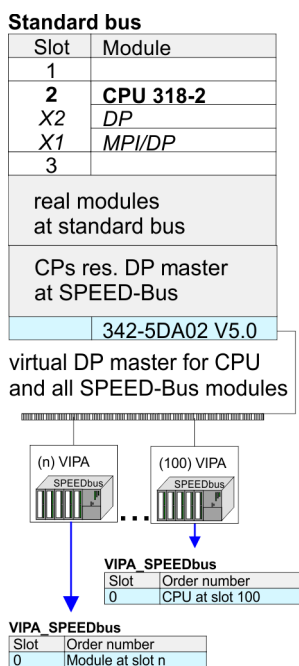 Standard bus
Slot Module
1
2 CPU 318-2
X2 DP
X1 MPI/DP
3
real modules
at standard bus
CPs res. DP master
at SPEED-Bus
342-5DA02 V5.0
virtual DP master for CPU
and all SPEED-Bus modules
(n) VIPA (100) VIPA
SPEEDbus SPEEDbus
...
VIPA_SPEEDbus
Slot Order number
0 CPU at slot 100
VIPA_SPEEDbus
Slot Order number
0 Module at slot n